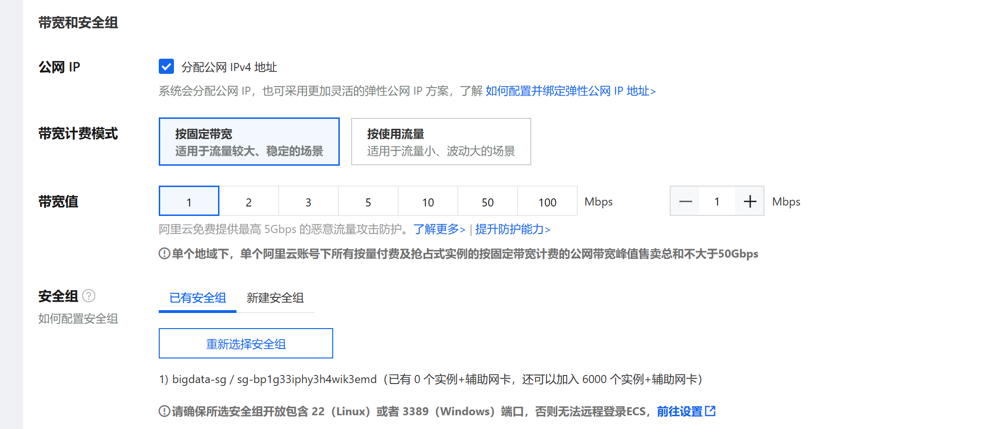 带宽和安全组
公网 IP
分配公网 IPv4 地址
系统会分配公网 IP，也可采用更加灵活的弹性公网 IP 方案，了解 如何配置并绑定弹性公网 IP 地址>
带宽计费模式
按固定带宽
适用于流量较大、稳定的场景
按使用流量
适用于流量小、波动大的场景
带宽值
1 2 3 5 10 50 100 Mbps — 1 + Mbps
阿里云免费提供最高 5Gbps 的恶意流量攻击防护。了解更多> | 提升防护能力>
单个地域下，单个阿里云账号下所有按量付费及抢占式实例的按固定带宽计费的公网带宽峰值售卖总和不大于50Gbps
安全组 ?
如何配置安全组
已有安全组 新建安全组
重新选择安全组
1) bigdata-sg / sg-bp1g33iphy3h4wik3emd（已有 0 个实例+辅助网卡，还可以加入 6000 个实例+辅助网卡）
请确保所选安全组开放包含 22（Linux）或者 3389（Windows）端口，否则无法远程登录ECS，前往设置